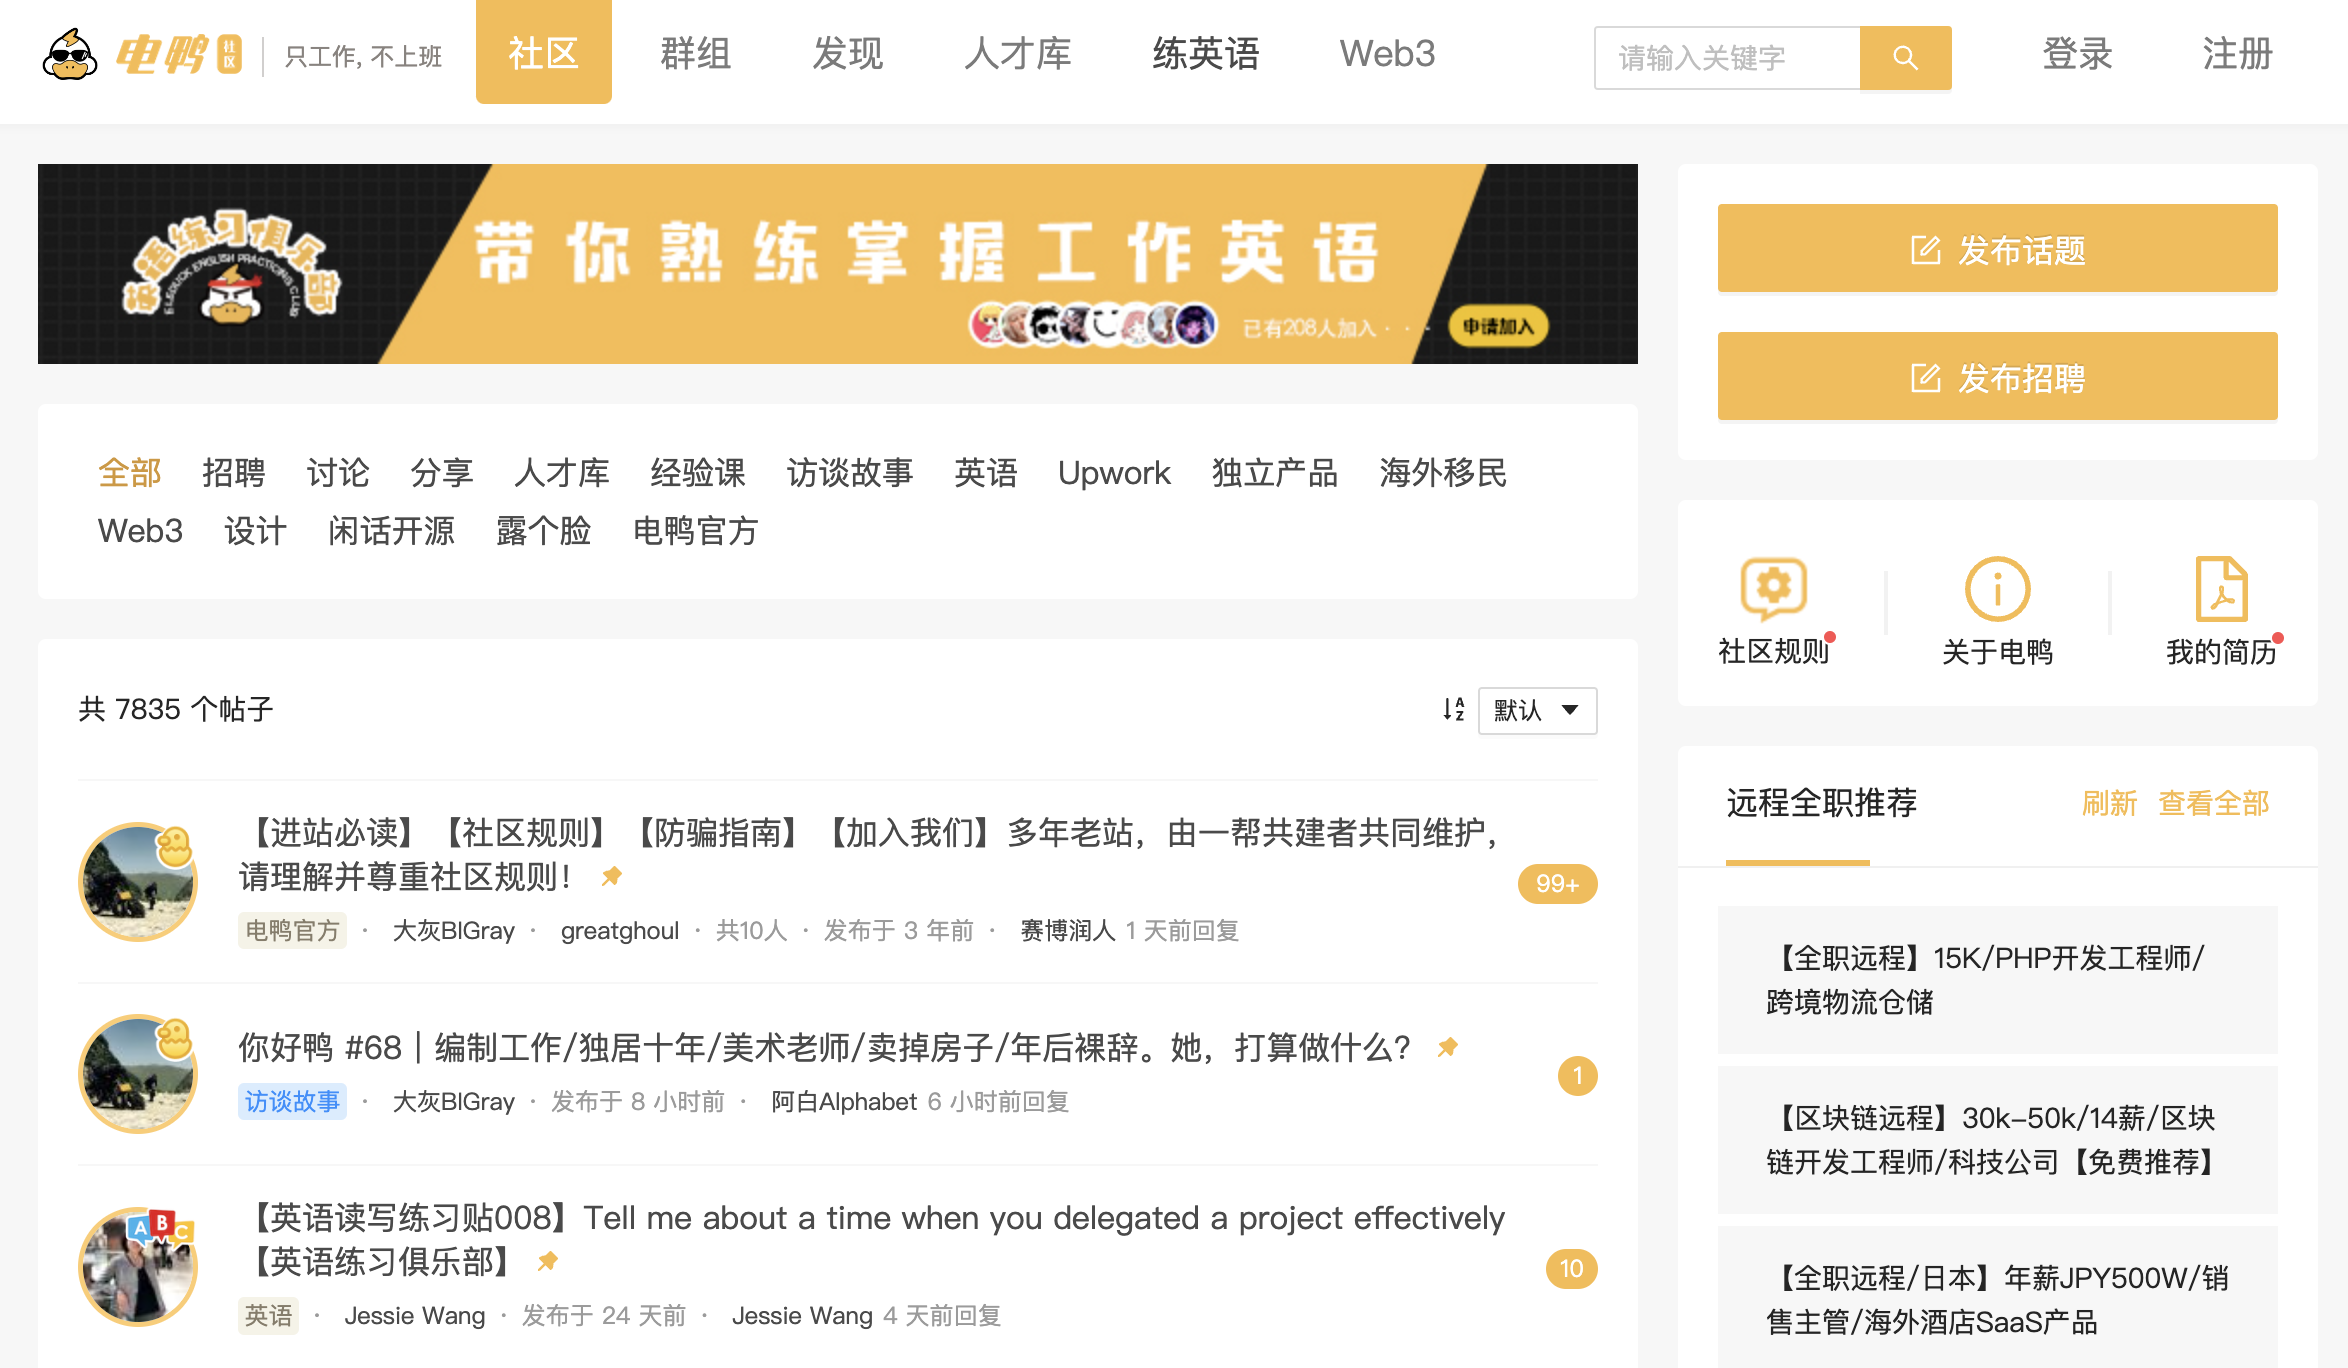 电鸭 社区 只工作, 不上班 社区 群组 发现 人才库 练英语 Web3 请输入关键字 登录 注册
英语练习俱乐部
ELEDUCK ENGLISH PRACTICING CLUB
带你熟练掌握工作英语
已有208人加入 · · · 申请加入
发布话题
发布招聘
全部 招聘 讨论 分享 人才库 经验课 访谈故事 英语 Upwork 独立产品 海外移民
Web3 设计 闲话开源 露个脸 电鸭官方
社区规则 关于电鸭 我的简历
共 7835 个帖子 默认
【进站必读】【社区规则】【防骗指南】【加入我们】多年老站，由一帮共建者共同维护，
请理解并尊重社区规则！
99+
电鸭官方 · 大灰BIGray · greatghoul · 共10人 · 发布于 3 年前 · 赛博润人 1 天前回复
你好鸭 #68｜编制工作/独居十年/美术老师/卖掉房子/年后裸辞。她，打算做什么？
1
访谈故事 · 大灰BIGray · 发布于 8 小时前 · 阿白Alphabet 6 小时前回复
【英语读写练习贴008】Tell me about a time when you delegated a project effectively
【英语练习俱乐部】
10
英语 · Jessie Wang · 发布于 24 天前 · Jessie Wang 4 天前回复
远程全职推荐 刷新 查看全部
【全职远程】15K/PHP开发工程师/
跨境物流仓储
【区块链远程】30k-50k/14薪/区块
链开发工程师/科技公司【免费推荐】
【全职远程/日本】年薪JPY500W/销
售主管/海外酒店SaaS产品